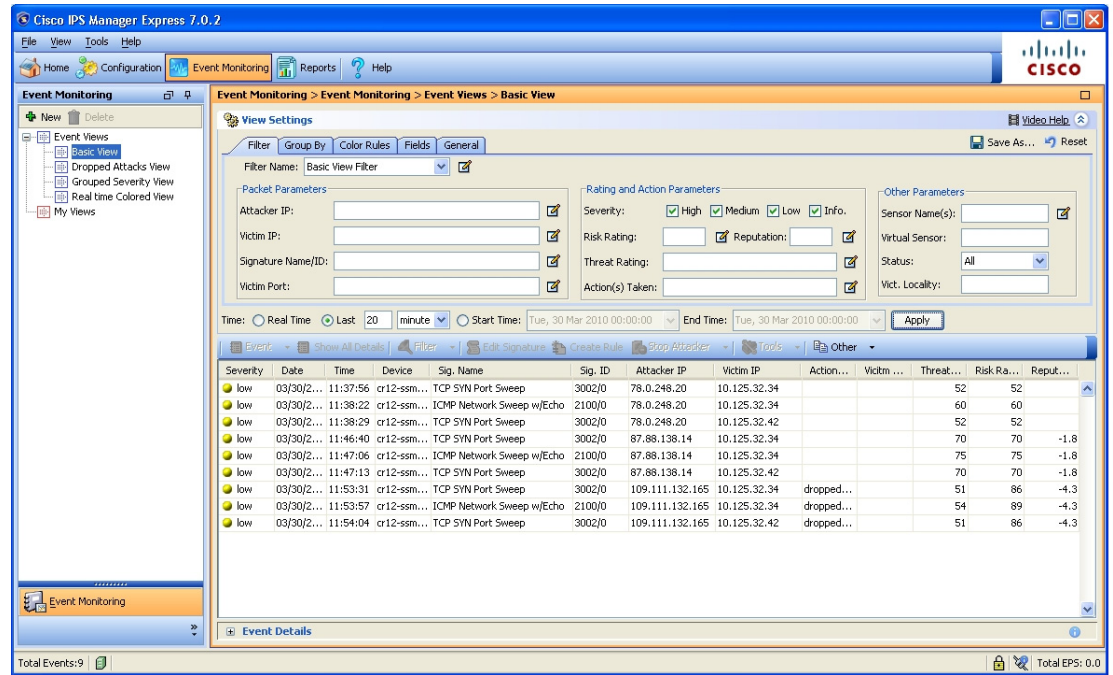 Cisco IPS Manager Express 7.0.2
File View Tools Help
Home Configuration Event Monitoring Reports Help
CISCO
Event Monitoring
New Delete
Event Views
Basic View
Dropped Attacks View
Grouped Severity View
Real time Colored View
My Views
Event Monitoring > Event Monitoring > Event Views > Basic View
View Settings Video Help
Filter Group By Color Rules Fields General Save As... Reset
Filter Name: Basic View Filter
Packet Parameters
Attacker IP:
Victim IP:
Signature Name/ID:
Victim Port:
Rating and Action Parameters
Severity: High Medium Low Info.
Risk Rating: Reputation:
Threat Rating:
Action(s) Taken:
Other Parameters
Sensor Name(s):
Virtual Sensor:
Status: All
Vict. Locality:
Time: Real Time Last 20 minute Start Time: Tue, 30 Mar 2010 00:00:00 End Time: Tue, 30 Mar 2010 00:00:00 Apply
Event Show All Details Filter Edit Signature Create Rule Stop Attacker Tools Other
Severity Date Time Device Sig. Name Sig. ID Attacker IP Victim IP Action... Vicitm ... Threat... Risk Ra... Reput...
low 03/30/2... 11:37:56 cr12-ssm... TCP SYN Port Sweep 3002/0 78.0.248.20 10.125.32.34 52 52
low 03/30/2... 11:38:22 cr12-ssm... ICMP Network Sweep w/Echo 2100/0 78.0.248.20 10.125.32.34 60 60
low 03/30/2... 11:38:29 cr12-ssm... TCP SYN Port Sweep 3002/0 78.0.248.20 10.125.32.42 52 52
low 03/30/2... 11:46:40 cr12-ssm... TCP SYN Port Sweep 3002/0 87.88.138.14 10.125.32.34 70 70 -1.8
low 03/30/2... 11:47:06 cr12-ssm... ICMP Network Sweep w/Echo 2100/0 87.88.138.14 10.125.32.34 75 75 -1.8
low 03/30/2... 11:47:13 cr12-ssm... TCP SYN Port Sweep 3002/0 87.88.138.14 10.125.32.42 70 70 -1.8
low 03/30/2... 11:53:31 cr12-ssm... TCP SYN Port Sweep 3002/0 109.111.132.165 10.125.32.34 dropped... 51 86 -4.3
low 03/30/2... 11:53:57 cr12-ssm... ICMP Network Sweep w/Echo 2100/0 109.111.132.165 10.125.32.34 dropped... 54 89 -4.3
low 03/30/2... 11:54:04 cr12-ssm... TCP SYN Port Sweep 3002/0 109.111.132.165 10.125.32.42 dropped... 51 86 -4.3
Event Monitoring
Event Details
Total Events:9
Total EPS: 0.0